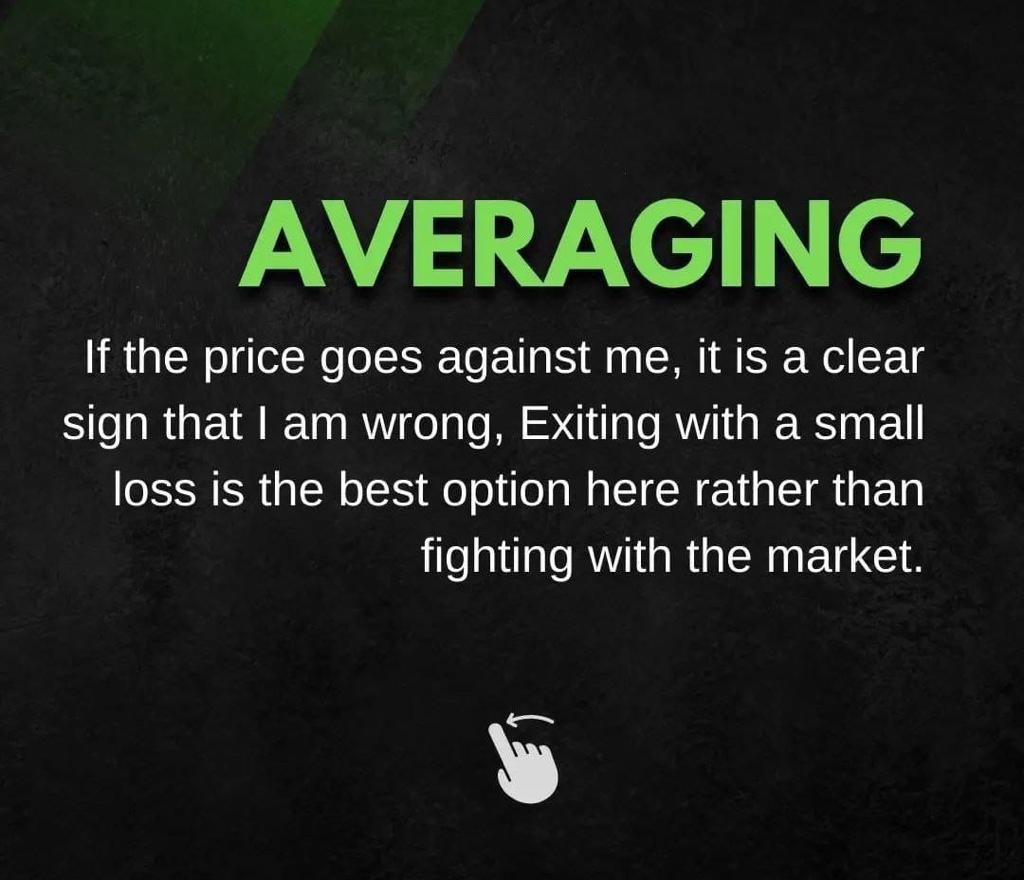 AVERAGING
If the price goes against me, it is a clear
sign that I am wrong, Exiting with a small
loss is the best option here rather than
fighting with the market.